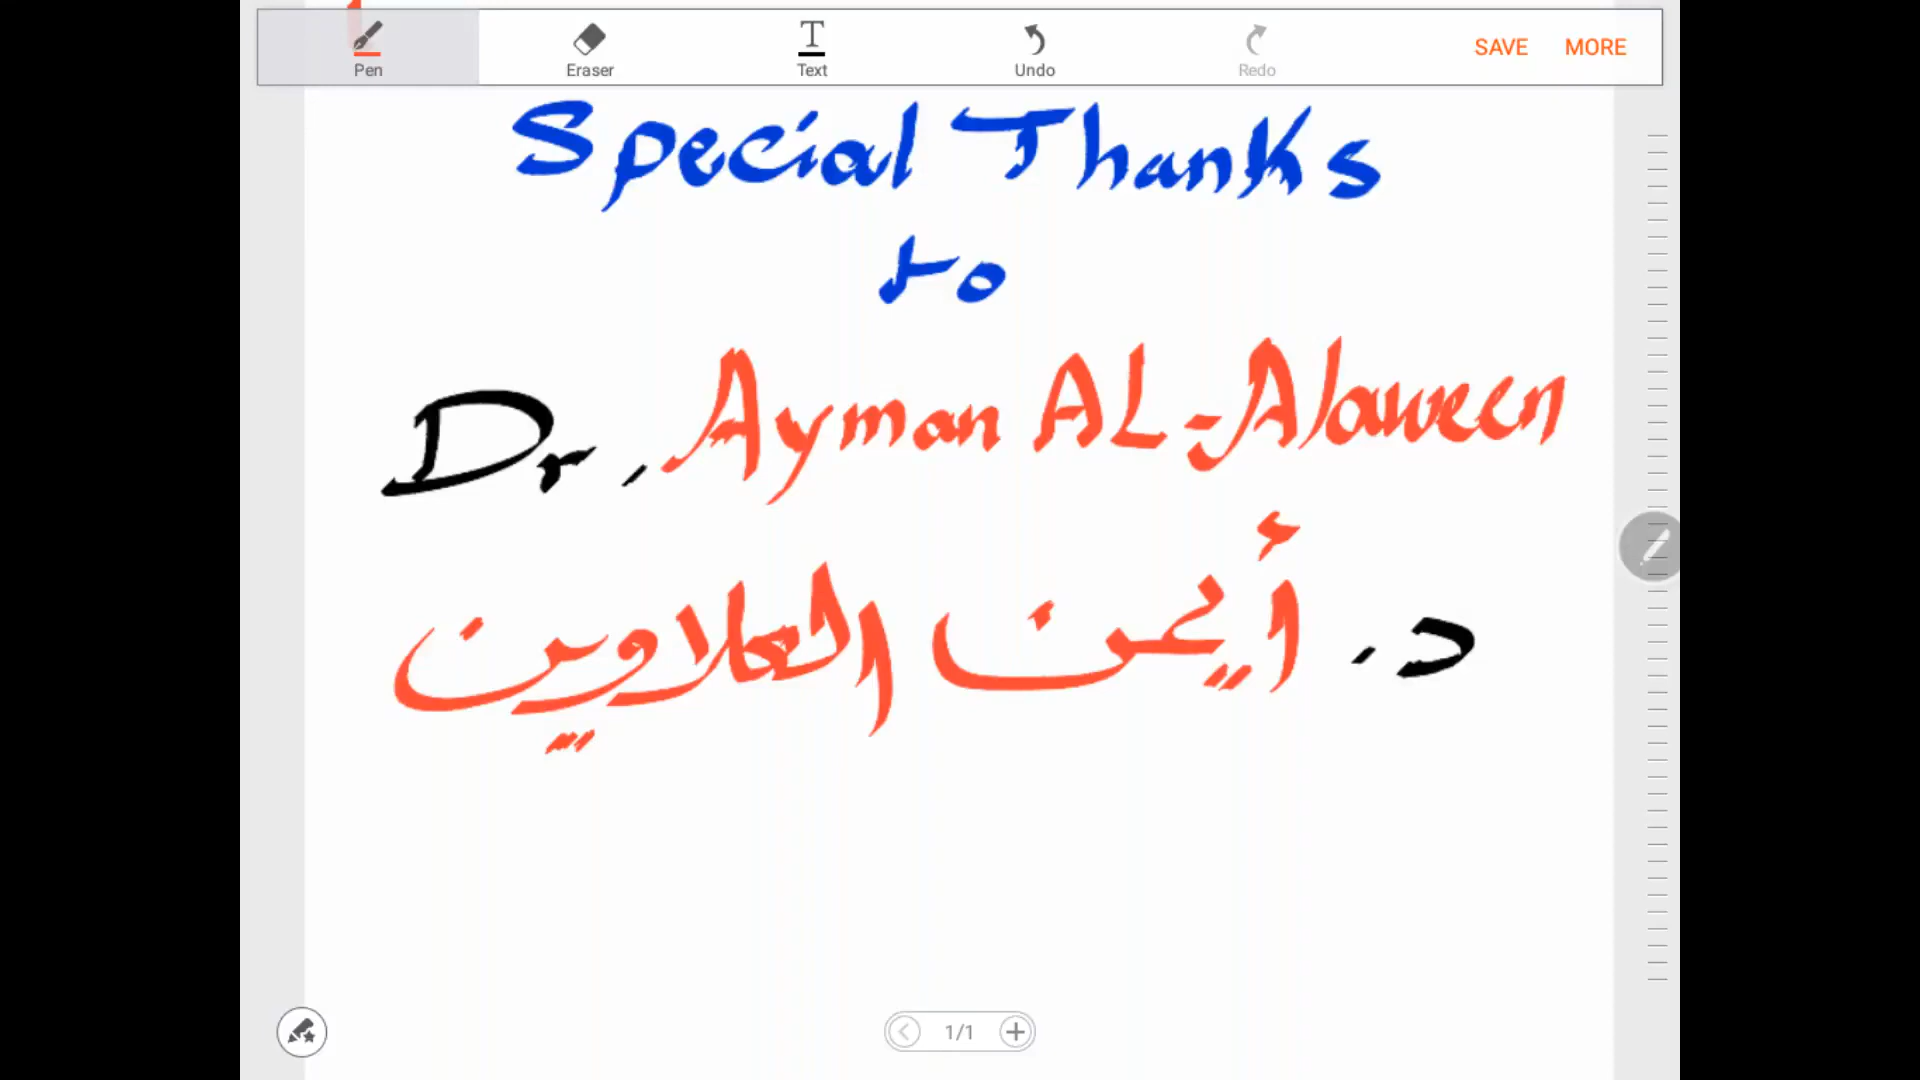 Pen Eraser Text Undo Redo SAVE MORE
Special Thanks
to
Dr. Ayman AL-Alaween
د. أيمن العلاوين
1/1